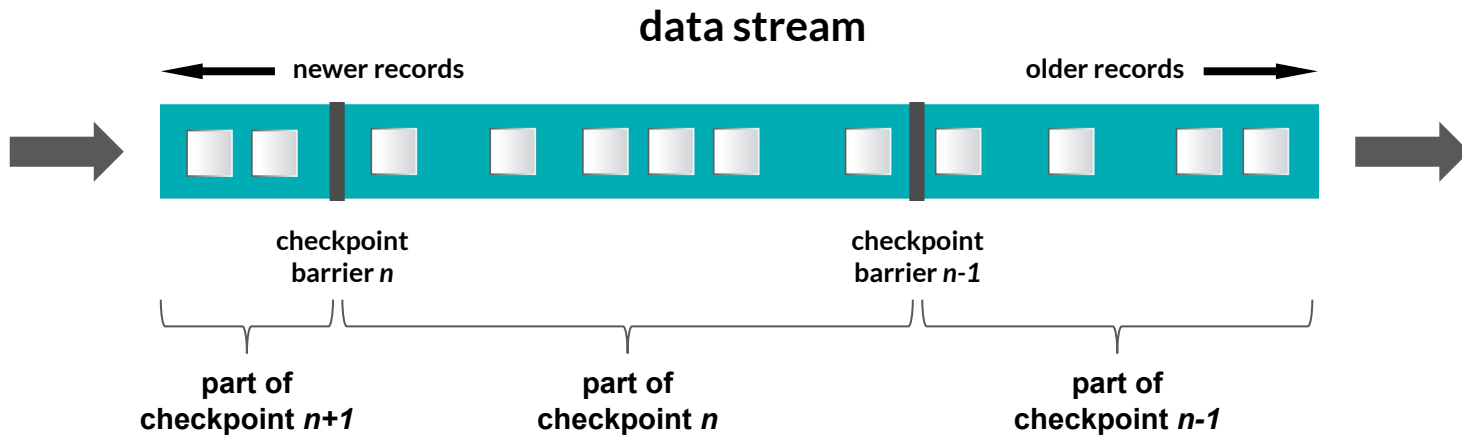 data stream
newer records
older records
checkpoint
barrier n
checkpoint
barrier n-1
part of
checkpoint n+1
part of
checkpoint n
part of
checkpoint n-1